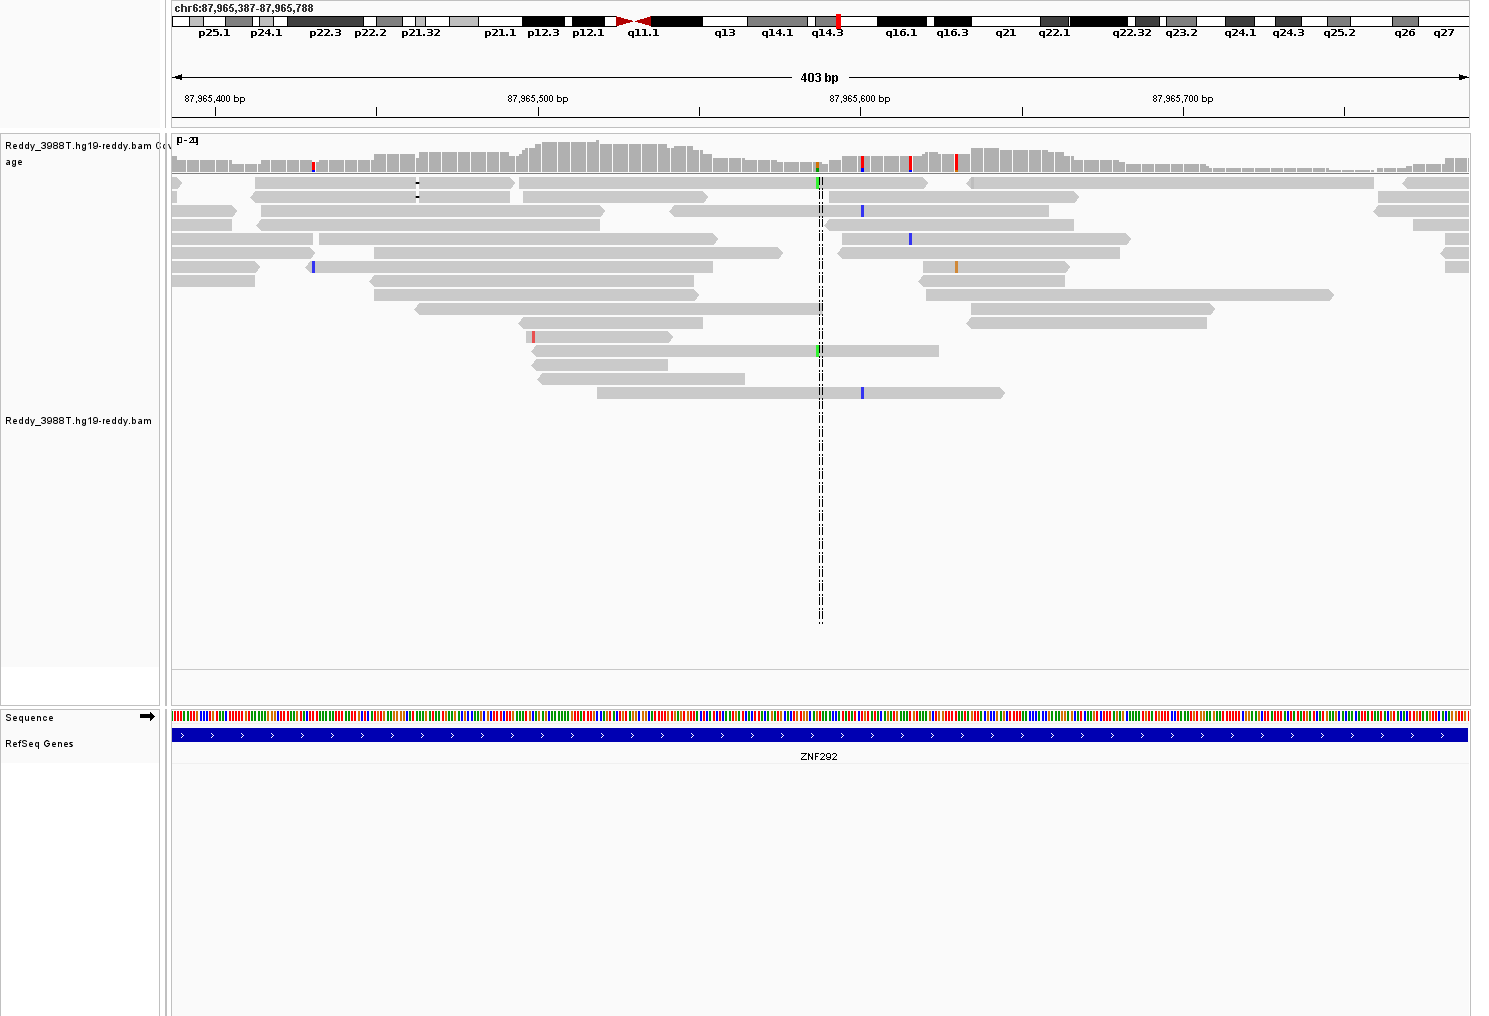 chr6:87,965,387-87,965,788
p25.1 p24.1 p22.3 p22.2 p21.32 p21.1 p12.3 p12.1 q11.1 q13 q14.1 q14.3 q16.1 q16.3 q21 q22.1 q22.32 q23.2 q24.1 q24.3 q25.2 q26 q27
403 bp
87,965,400 bp 87,965,500 bp 87,965,600 bp 87,965,700 bp
Reddy_3988T.hg19-reddy.bam Cov
age
[0 - 20]
Reddy_3988T.hg19-reddy.bam
Sequence
RefSeq Genes
ZNF292